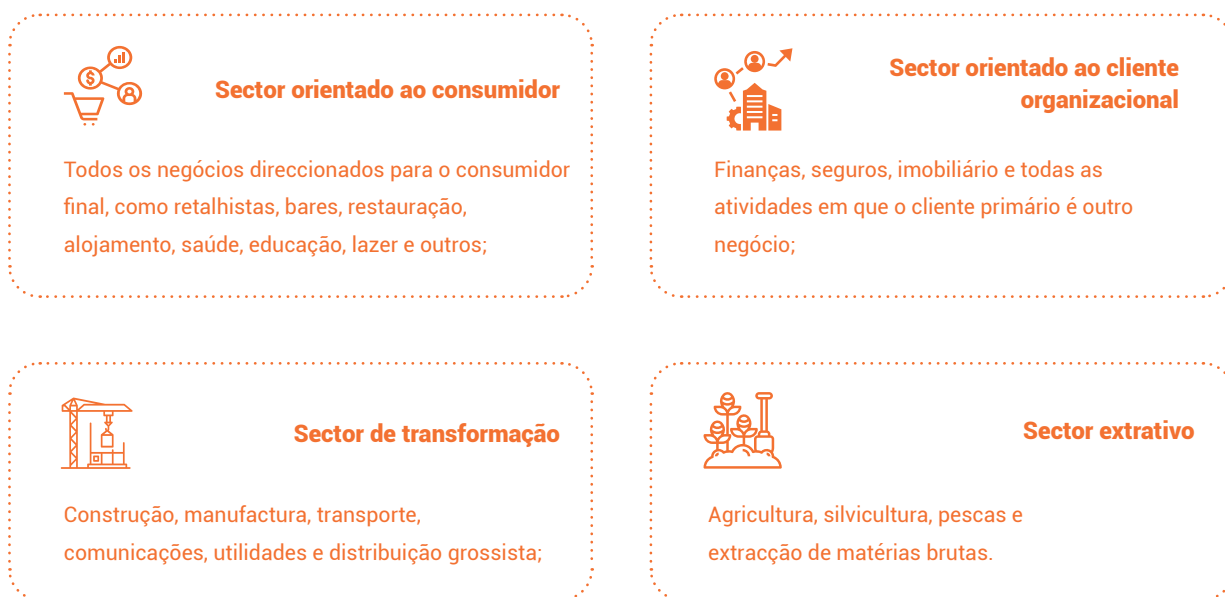 Sector orientado ao consumidor
Todos os negócios direccionados para o consumidor
final, como retalhistas, bares, restauração,
alojamento, saúde, educação, lazer e outros;
Sector orientado ao cliente
organizacional
Finanças, seguros, imobiliário e todas as
atividades em que o cliente primário é outro
negócio;
Sector de transformação
Construção, manufactura, transporte,
comunicações, utilidades e distribuição grossista;
Sector extrativo
Agricultura, silvicultura, pescas e
extracção de matérias brutas.